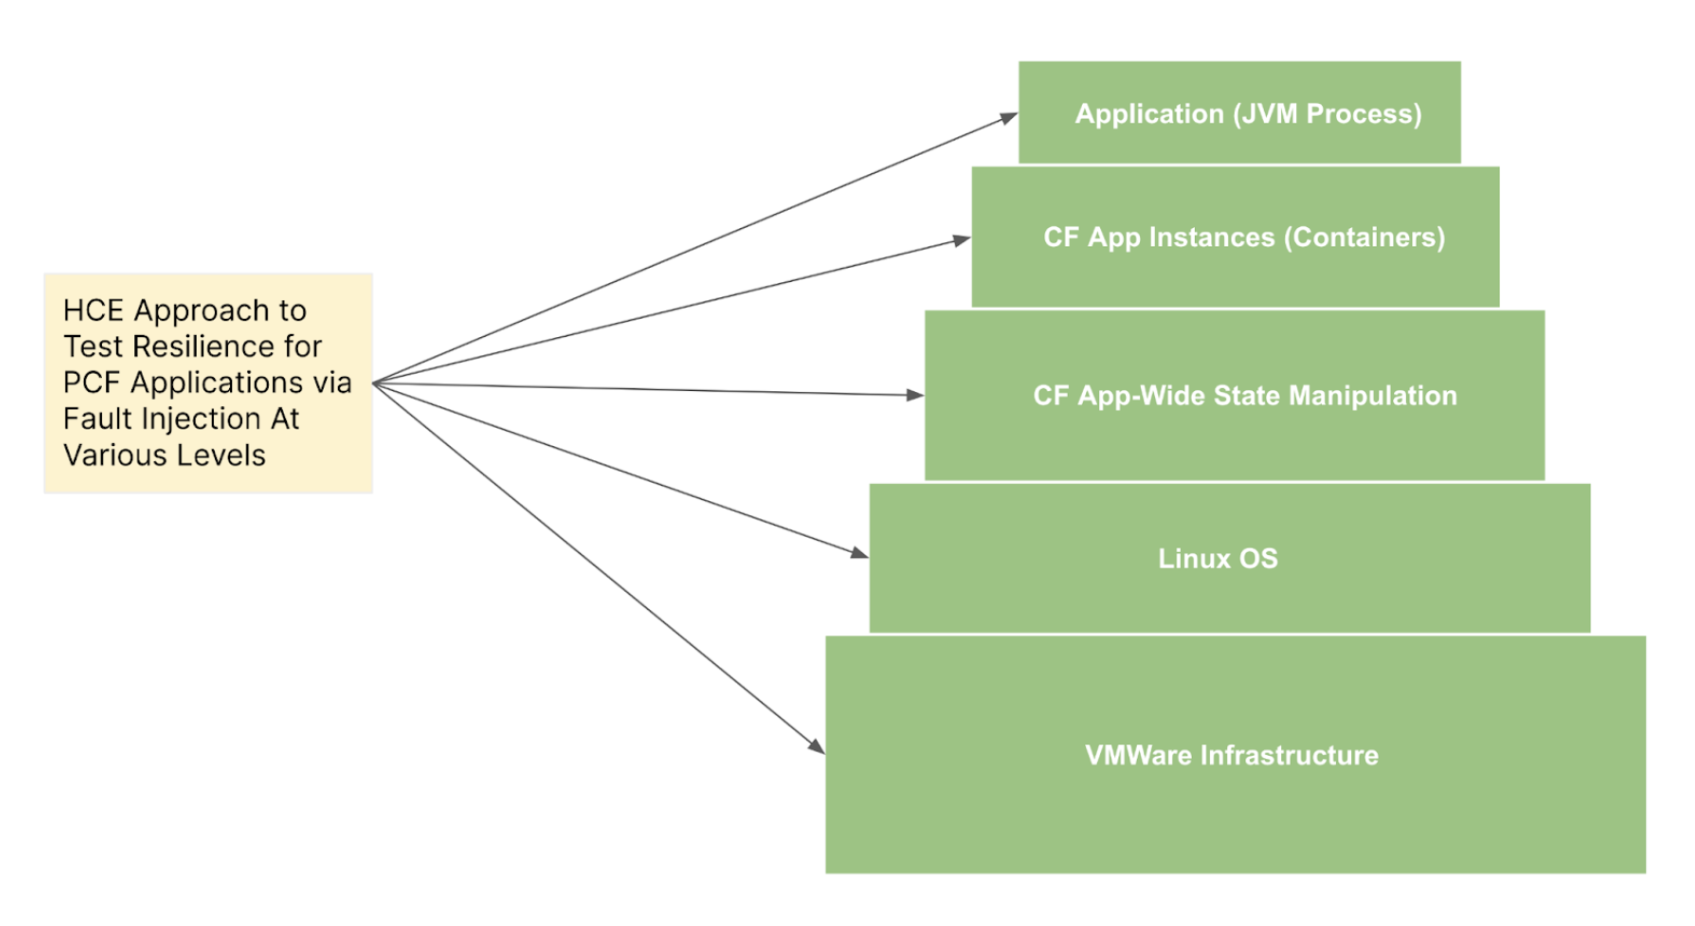 HCE Approach to
Test Resilience for
PCF Applications via
Fault Injection At
Various Levels
Application (JVM Process)
CF App Instances (Containers)
CF App-Wide State Manipulation
Linux OS
VMWare Infrastructure